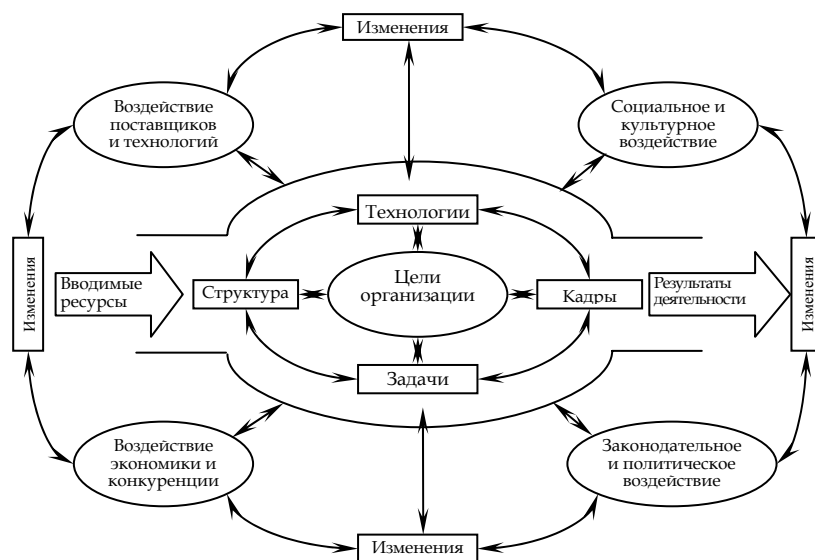 Изменения
Воздействие
поставщиков
и технологий
Социальное и
культурное
воздействие
Технологии
Изменения
Вводимые
ресурсы
Структура
Цели
организации
Кадры
Результаты
деятельности
Изменения
Задачи
Воздействие
экономики и
конкуренции
Законодательное
и политическое
воздействие
Изменения